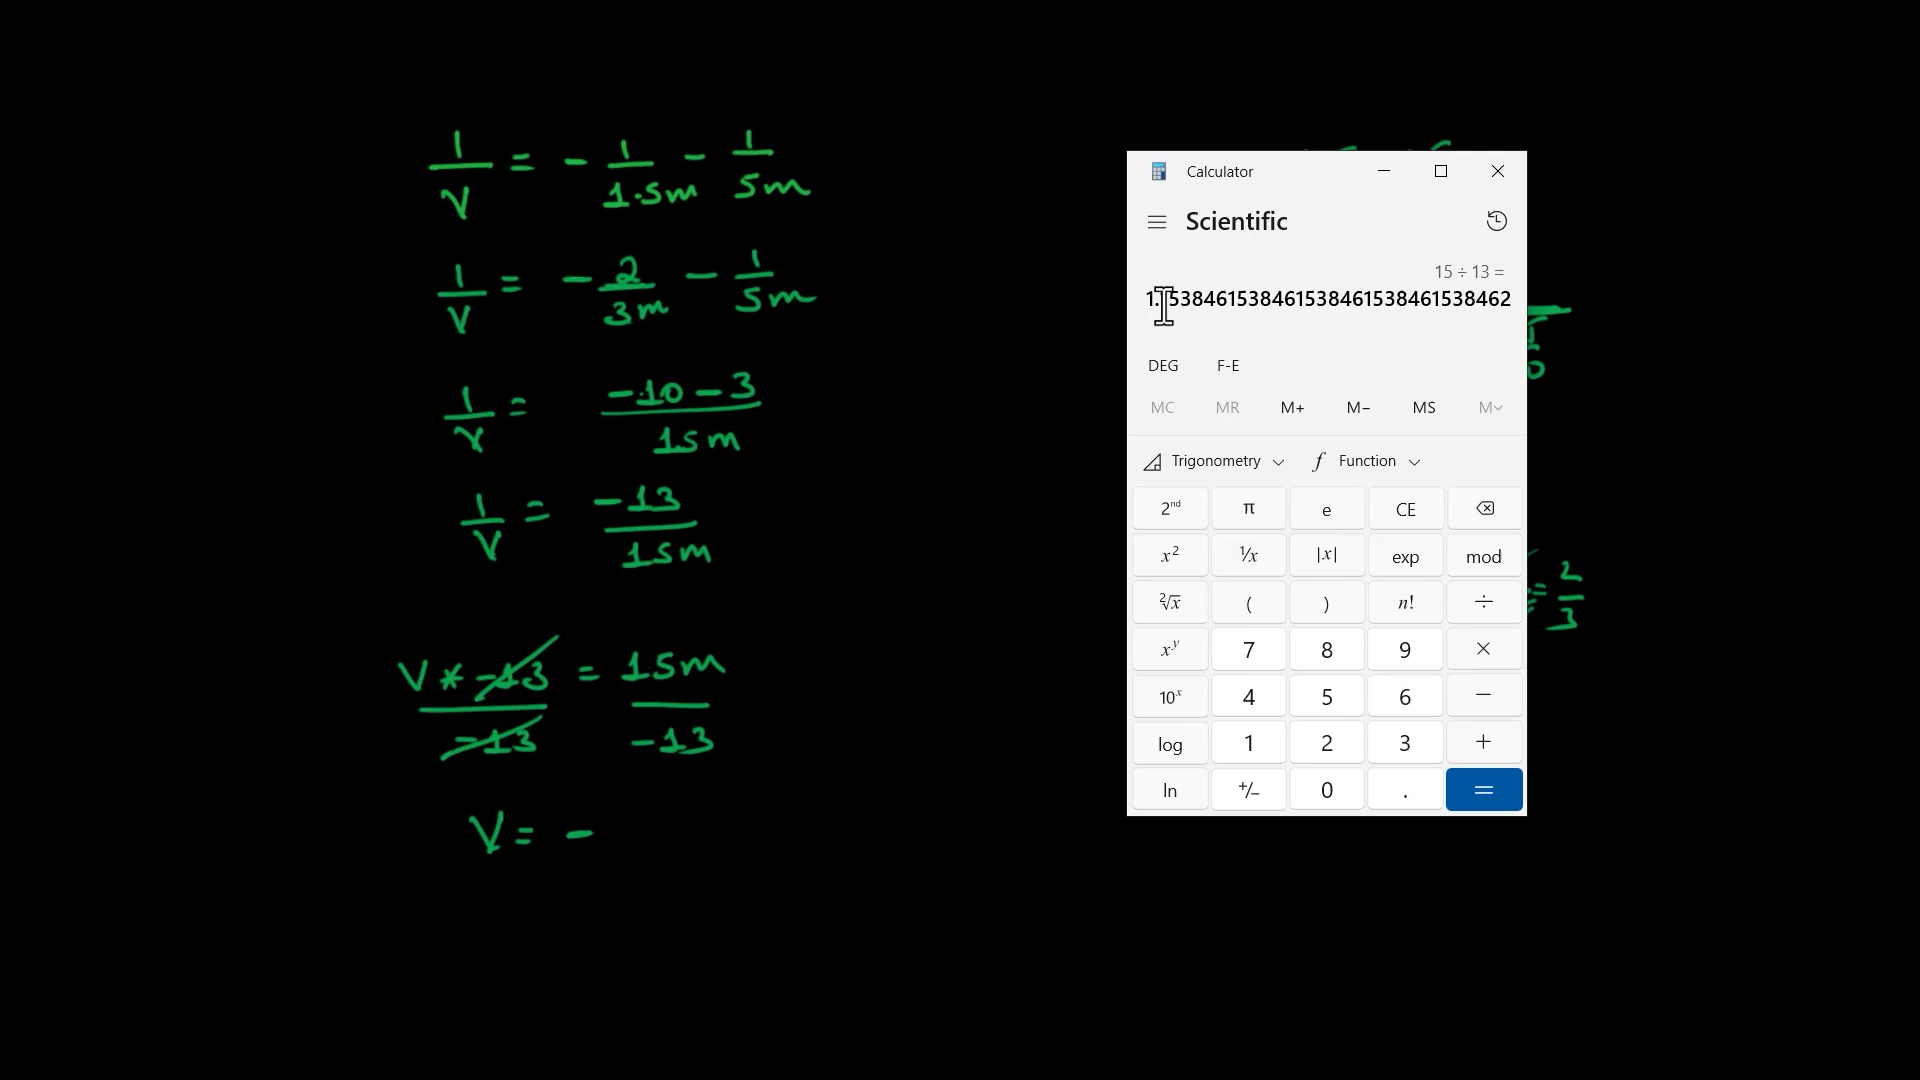 1/V = - 1/1.5m - 1/5m
1/V = - 2/3m - 1/5m
1/V = -10-3/15m
1/V = -13/15m
V * -13/-13 = 15m/-13
V = -
Calculator
Scientific
15 ÷ 13 =
DEG F-E
MC MR M+ M- MS M
Trigonometry f Function
2nd π e CE
x² ¹/x |x| exp mod
²√x ( ) n! ÷
xʸ 7 8 9 ×
10ˣ 4 5 6 −
log 1 2 3 +
ln +/− 0 . =
= 2/3